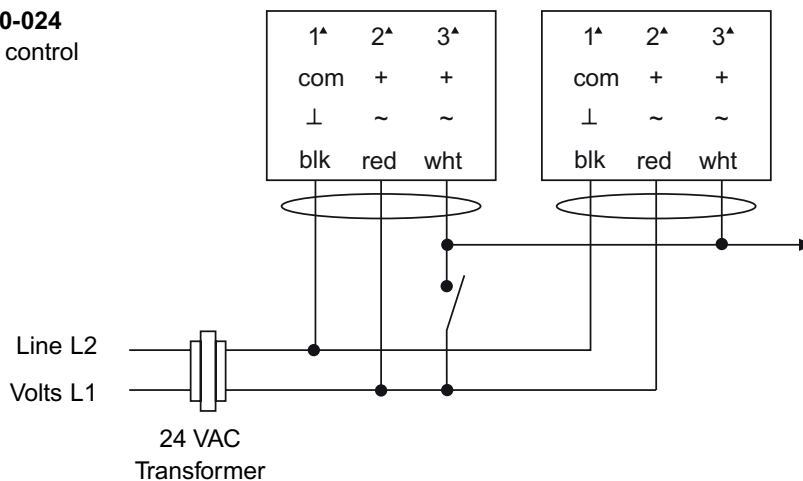 0-024
control
1▲ 2▲ 3▲
com + +
⊥ ~ ~
blk red wht
1▲ 2▲ 3▲
com + +
⊥ ~ ~
blk red wht
Line L2
Volts L1
24 VAC
Transformer